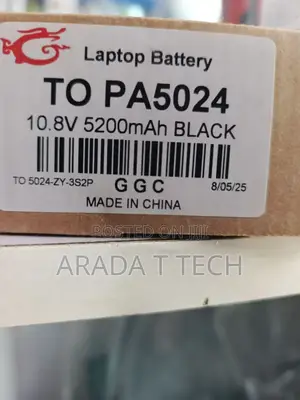 Laptop Battery
TO PA5024
10.8V 5200mAh BLACK
TO 5024-ZY-3S2P
GGC
8/05/25
MADE IN CHINA
POSTED ON JIJI
ARADA T TECH